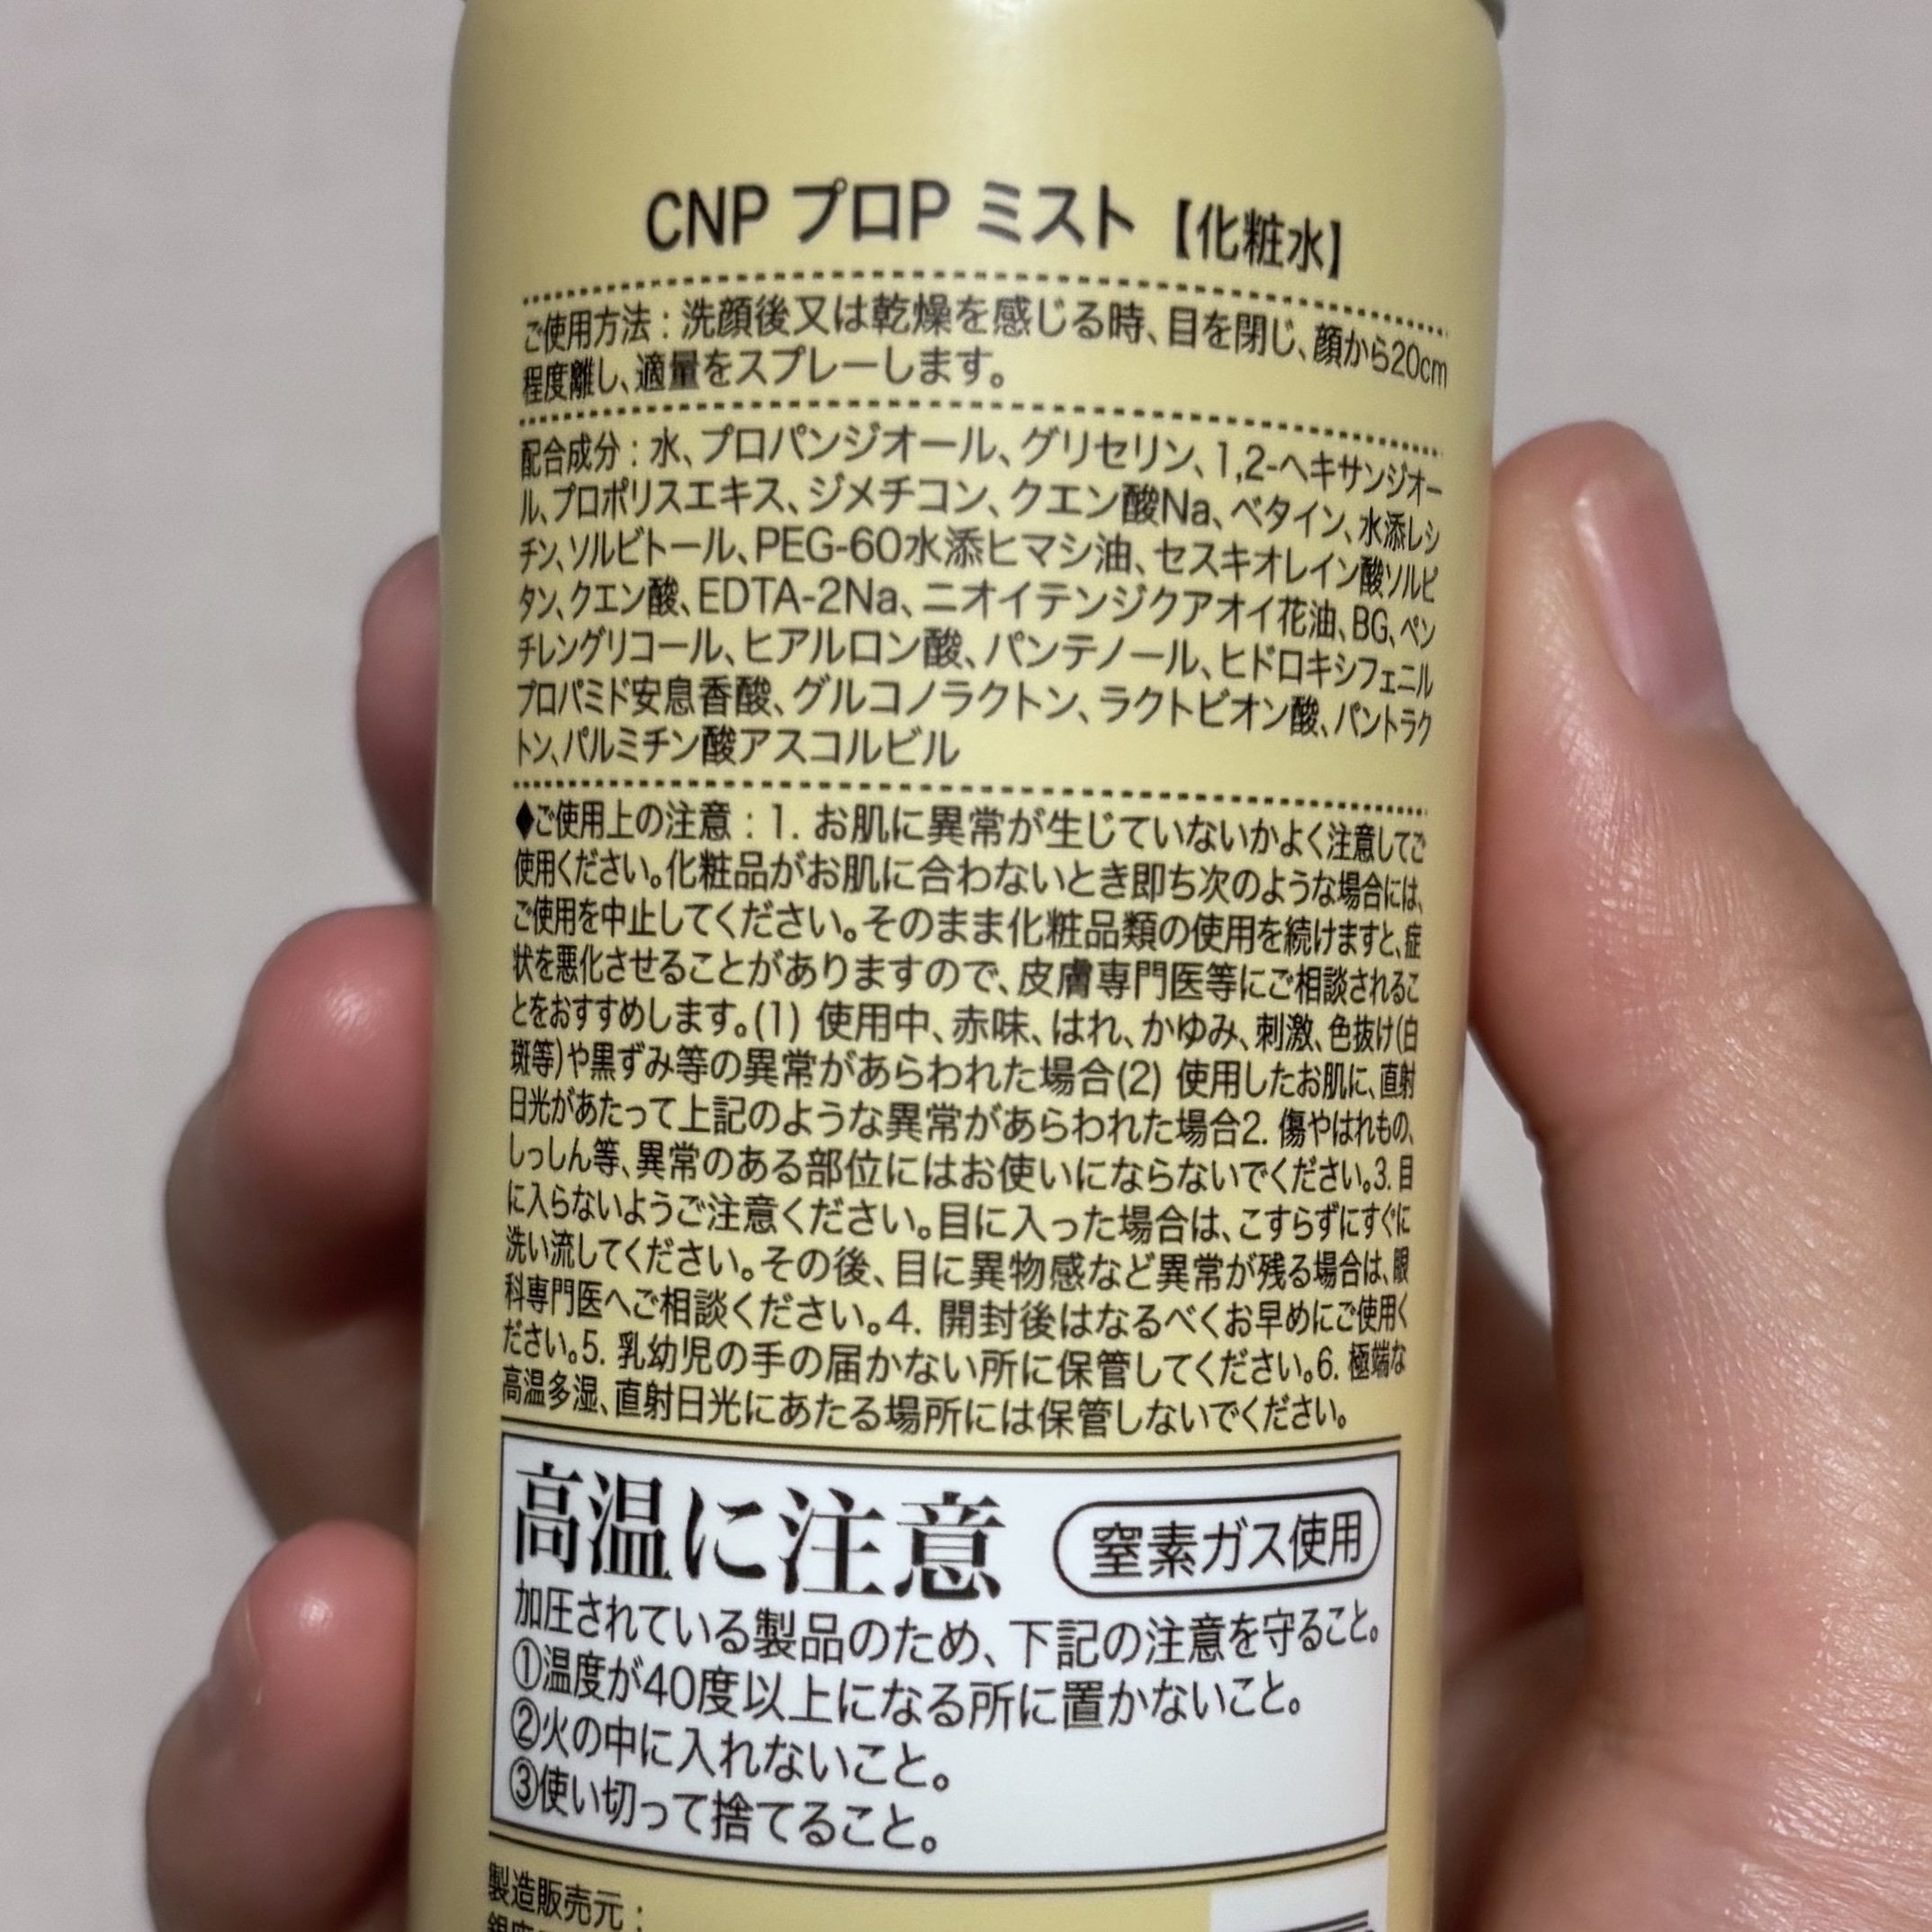 CNP プロP ミスト【化粧水】
ご使用方法：洗顔後又は乾燥を感じる時、目を閉じ、顔から20cm
程度離し、適量をスプレーします。
配合成分：水、プロパンジオール、グリセリン、1,2-ヘキサンジオー
ル、プロポリスエキス、ジメチコン、クエン酸Na、ベタイン、水添レシ
チン、ソルビトール、PEG-60水添ヒマシ油、セスキオレイン酸ソルビ
タン、クエン酸、EDTA-2Na、ニオイテンジクアオイ花油、BG、ペン
チレングリコール、ヒアルロン酸、パンテノール、ヒドロキシフェニル
プロパミド安息香酸、グルコノラクトン、ラクトビオン酸、パントラク
トン、パルミチン酸アスコルビル
◆ご使用上の注意：1. お肌に異常が生じていないかよく注意してご
使用ください。化粧品がお肌に合わないとき即ち次のような場合には、
ご使用を中止してください。そのまま化粧品類の使用を続けますと、症
状を悪化させることがありますので、皮膚専門医等にご相談されるこ
とをおすすめします。(1) 使用中、赤味、はれ、かゆみ、刺激、色抜け(白
斑等)や黒ずみ等の異常があらわれた場合(2) 使用したお肌に、直射
日光があたって上記のような異常があらわれた場合2. 傷やはれもの、
しっしん等、異常のある部位にはお使いにならないでください。3. 目
に入らないようご注意ください。目に入った場合は、こすらずにすぐに
洗い流してください。その後、目に異物感など異常が残る場合は、眼
科専門医へご相談ください。4. 開封後はなるべくお早めにご使用く
ださい。5. 乳幼児の手の届かない所に保管してください。6. 極端な
高温多湿、直射日光にあたる場所には保管しないでください。
高温に注意 窒素ガス使用
加圧されている製品のため、下記の注意を守ること。
①温度が40度以上になる所に置かないこと。
②火の中に入れないこと。
③使い切って捨てること。
製造販売元：